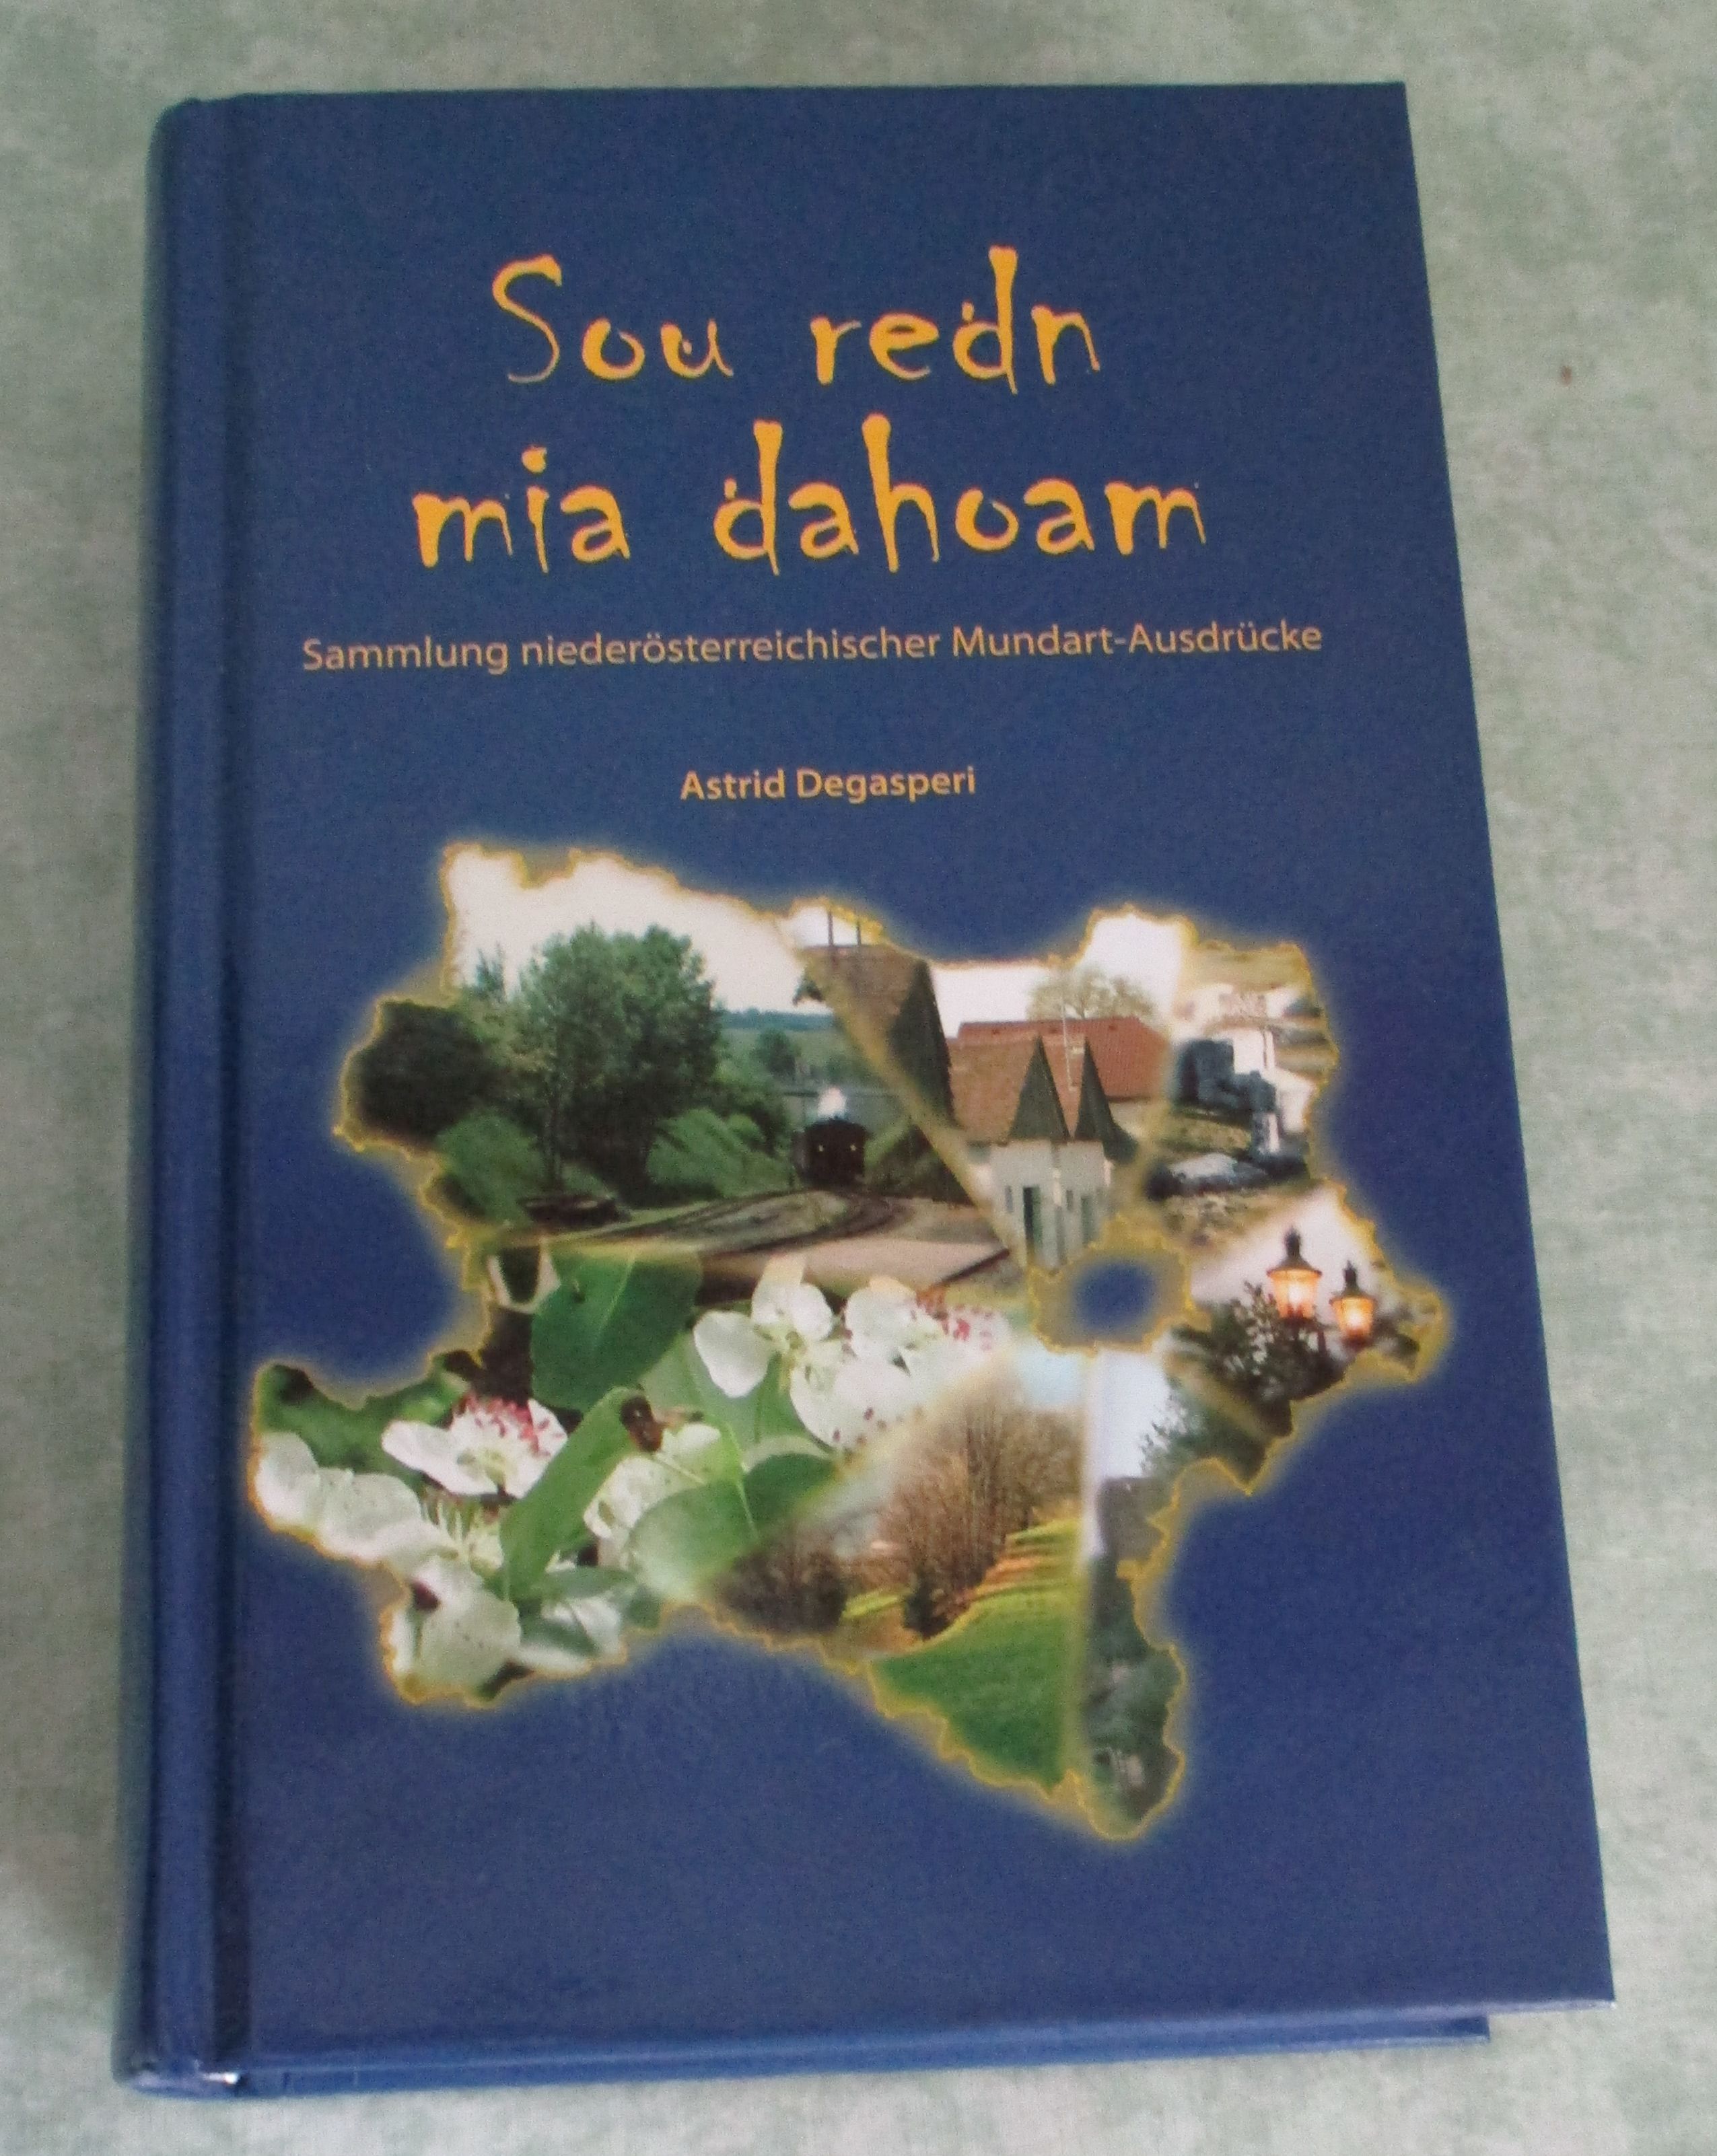 Sou redn
mia dahoam
Sammlung niederösterreichischer Mundart-Ausdrücke
Astrid Degasperi